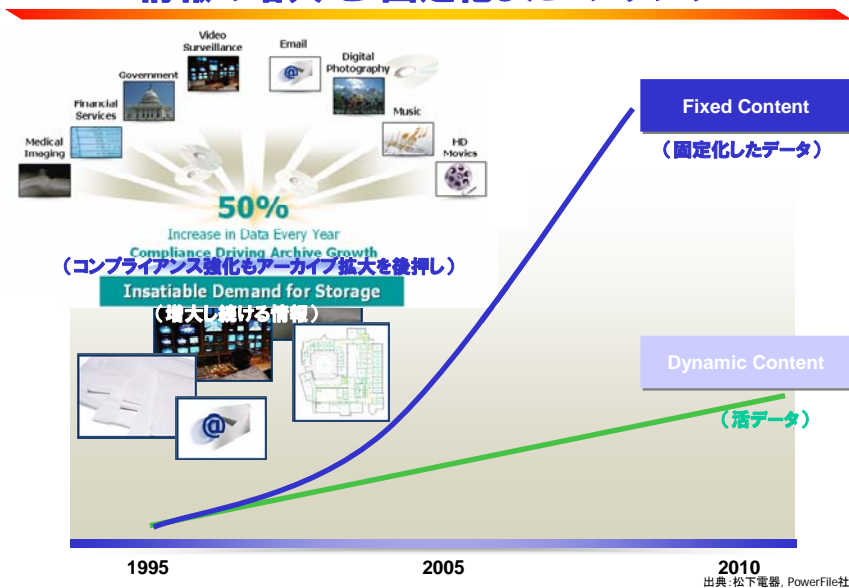 Video
Surveillance
Email
Digital
Photography
Government
Financial
Services
Music
Medical
Imaging
HD
Movies
50%
Increase in Data Every Year
Compliance Driving Archive Growth
（コンプライアンス強化もアーカイブ拡大を後押し）
Insatiable Demand for Storage
（増大し続ける情報）
Fixed Content
（固定化したデータ）
Dynamic Content
（活データ）
1995
2005
2010
出典：松下電器, PowerFile社